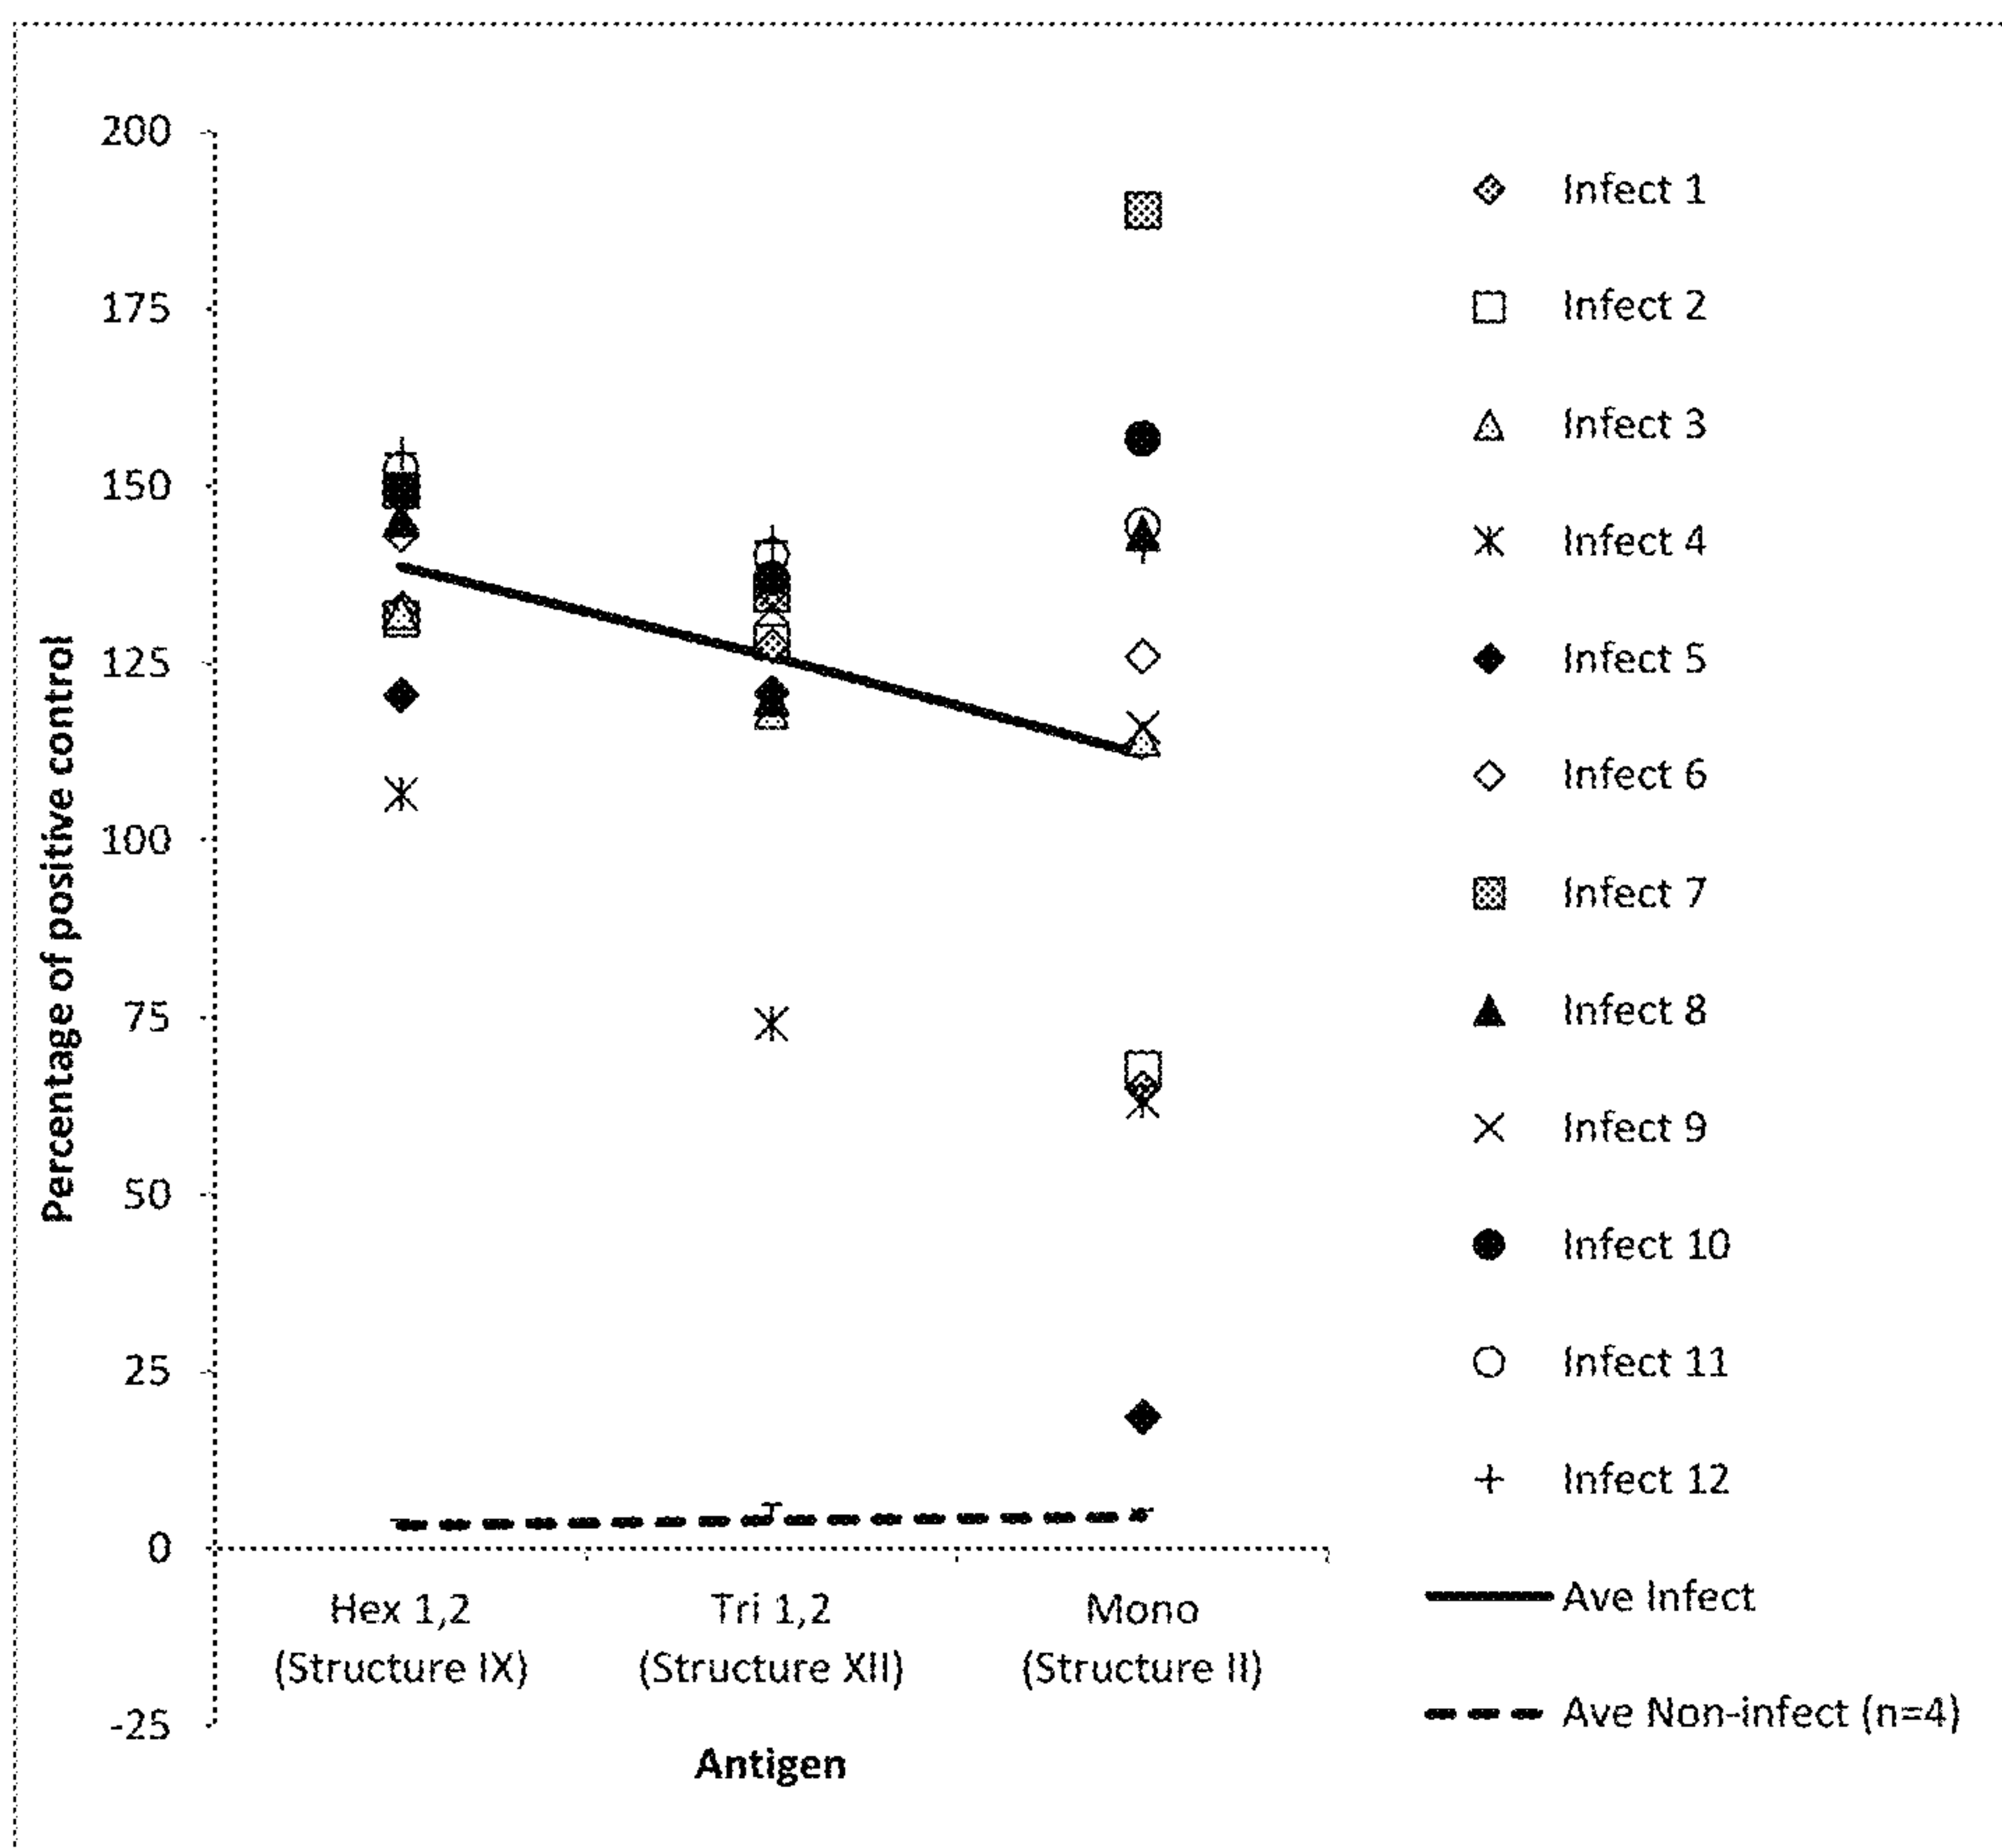 200
175
150
125
100
75
50
25
0
-25
Percentage of positive control
Hex 1,2
(Structure IX)
Tri 1,2
(Structure XII)
Mono
(Structure II)
Antigen
Infect 1
Infect 2
Infect 3
Infect 4
Infect 5
Infect 6
Infect 7
Infect 8
Infect 9
Infect 10
Infect 11
Infect 12
Ave Infect
Ave Non-infect (n=4)